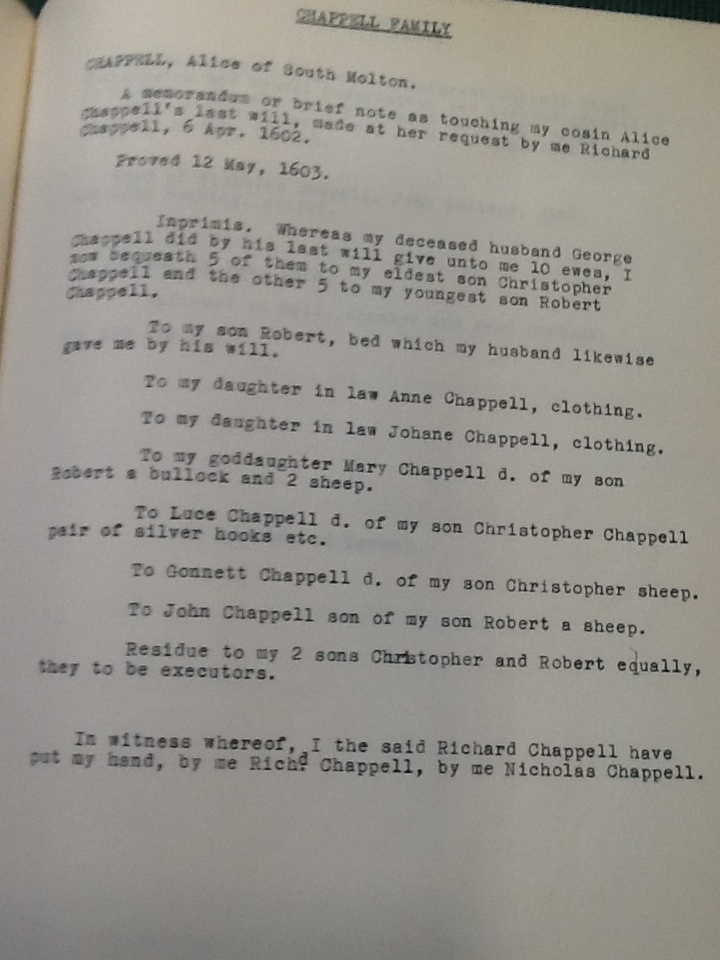 CHAPPELL FAMILY
CHAPPELL, Alice of South Molton.
A memorandum or brief note as touching my cosin Alice
Chappell's last will, made at her request by me Richard
Chappell, 6 Apr. 1602.
Proved 12 May, 1603.
Inprimis. Whereas my deceased husband George
Chappell did by his last will give unto me 10 ewes, I
now bequeath 5 of them to my eldest son Christopher
Chappell and the other 5 to my youngest son Robert
Chappell.
To my son Robert, bed which my husband likewise
gave me by his will.
To my daughter in law Anne Chappell, clothing.
To my daughter in law Johane Chappell, clothing.
To my goddaughter Mary Chappell d. of my son
Robert a bullock and 2 sheep.
To Luce Chappell d. of my son Christopher Chappell
pair of silver hooks etc.
To Gonnett Chappell d. of my son Christopher sheep.
To John Chappell son of my son Robert a sheep.
Residue to my 2 sons Christopher and Robert equally,
they to be executors.
In witness whereof, I the said Richard Chappell have
put my hand, by me Richd. Chappell, by me Nicholas Chappell.